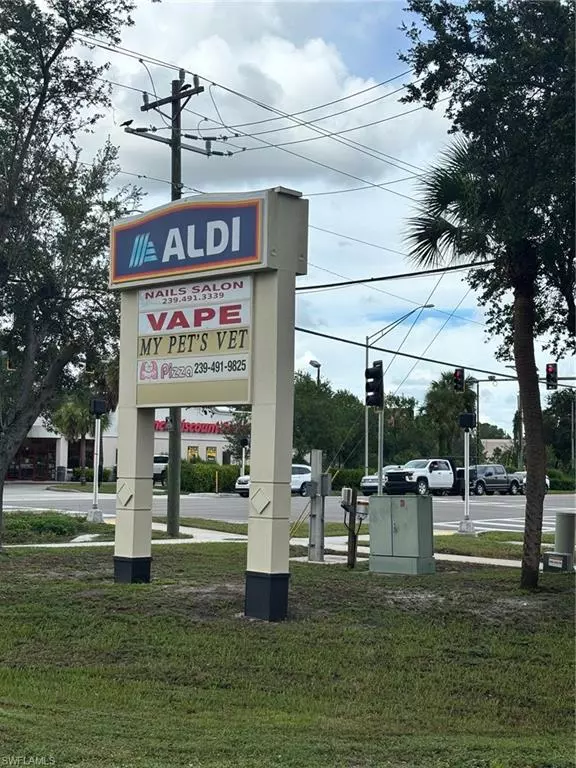 ALDI
NAILS SALON
239.491.3339
VAPE
MY PET'S VET
Pizza 239-491-9825
SWFLAMLS